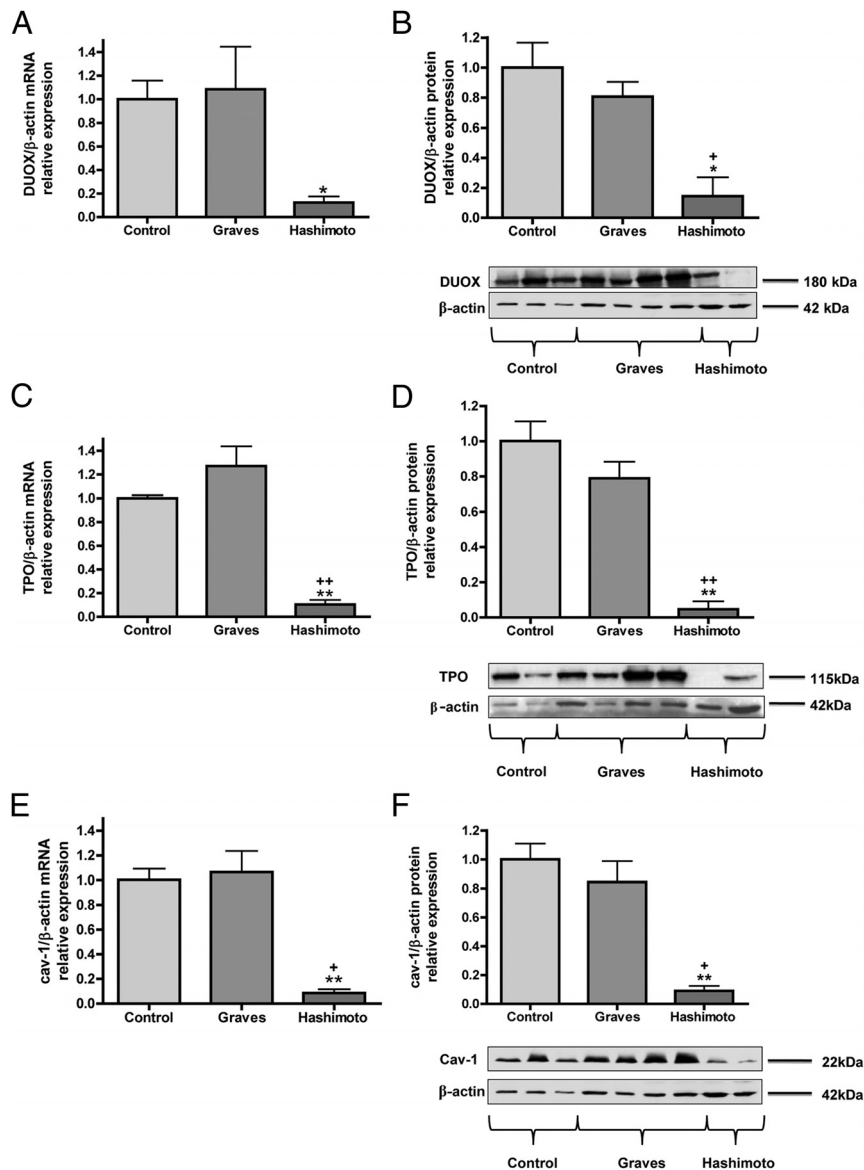 A
DUOX/β-actin mRNA
relative expression
1.4
1.2
1.0
0.8
0.6
0.4
0.2
0.0
*
Control Graves Hashimoto
B
DUOX/β-actin protein
relative expression
1.2
1.0
0.8
0.6
0.4
0.2
0.0
+
*
Control Graves Hashimoto
DUOX 180 kDa
β-actin 42 kDa
Control Graves Hashimoto
C
TPO/β-actin mRNA
relative expression
1.4
1.2
1.0
0.8
0.6
0.4
0.2
0.0
++
**
Control Graves Hashimoto
D
TPO/β-actin protein
relative expression
1.2
1.0
0.8
0.6
0.4
0.2
0.0
++
**
Control Graves Hashimoto
TPO 115kDa
β-actin 42kDa
Control Graves Hashimoto
E
cav-1/β-actin mRNA
relative expression
1.4
1.2
1.0
0.8
0.6
0.4
0.2
0.0
+
**
Control Graves Hashimoto
F
cav-1/β-actin protein
relative expression
1.2
1.0
0.8
0.6
0.4
0.2
0.0
+
**
Control Graves Hashimoto
Cav-1 22kDa
β-actin 42kDa
Control Graves Hashimoto